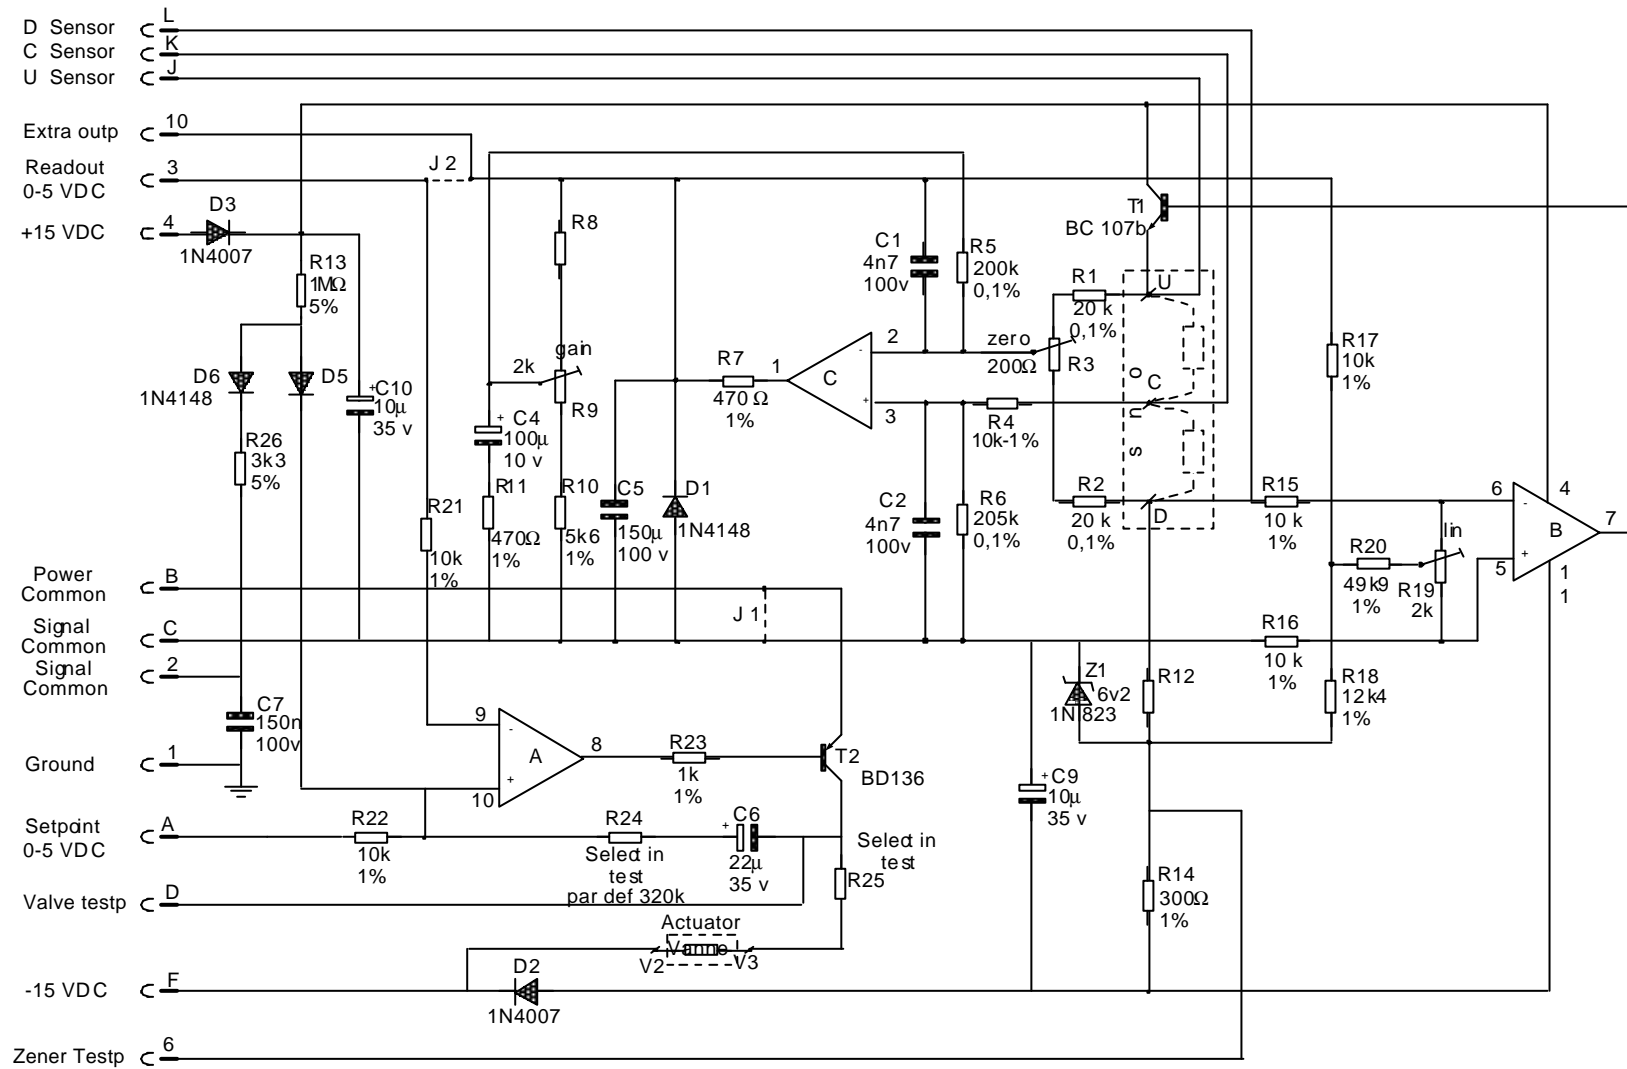 D Sensor L
C Sensor K
U Sensor J
Extra outp 10
Readout 3
0-5 VDC
J 2
+15 VDC 4
D3
1N4007
R13
1MΩ
5%
D6
1N4148
D5
+C10
10µ
35 v
R26
3k3
5%
R8
gain
2k
R9
+ C4
100µ
10 v
R11
470Ω
1%
R10
5k6
1%
C5
150µ
100 v
D1
1N4148
R7
470 Ω
1%
1
C
-
+
2
3
C1
4n7
100v
R5
200k
0,1%
zero
200Ω
R3
R1
20 k
0,1%
T1
BC 107b
U
o
C
u
s
D
R4
10k-1%
C2
4n7
100v
R6
205k
0,1%
R2
20 k
0,1%
R17
10k
1%
R15
10 k
1%
lin
R20
49k9
1%
R19
2k
6
-
+
5
B
4
7
1
1
R21
10k
1%
Power
Common B
J 1
Signal
Common C
Signal
Common 2
R16
10 k
1%
Z1
6v2
1N 823
R12
R18
12k4
1%
C7
150n
100v
Ground 1
9
-
+
10
A
8
R23
1k
1%
T2
BD136
+C9
10µ
35 v
Setpoint A
0-5 VDC
R22
10k
1%
R24
Select in
test
par def 320k
+ C6
22µ
35 v
Select in
test
R25
R14
300Ω
1%
Valve testp D
Actuator
Vanne
V2
V3
-15 VDC F
D2
1N4007
Zener Testp 6